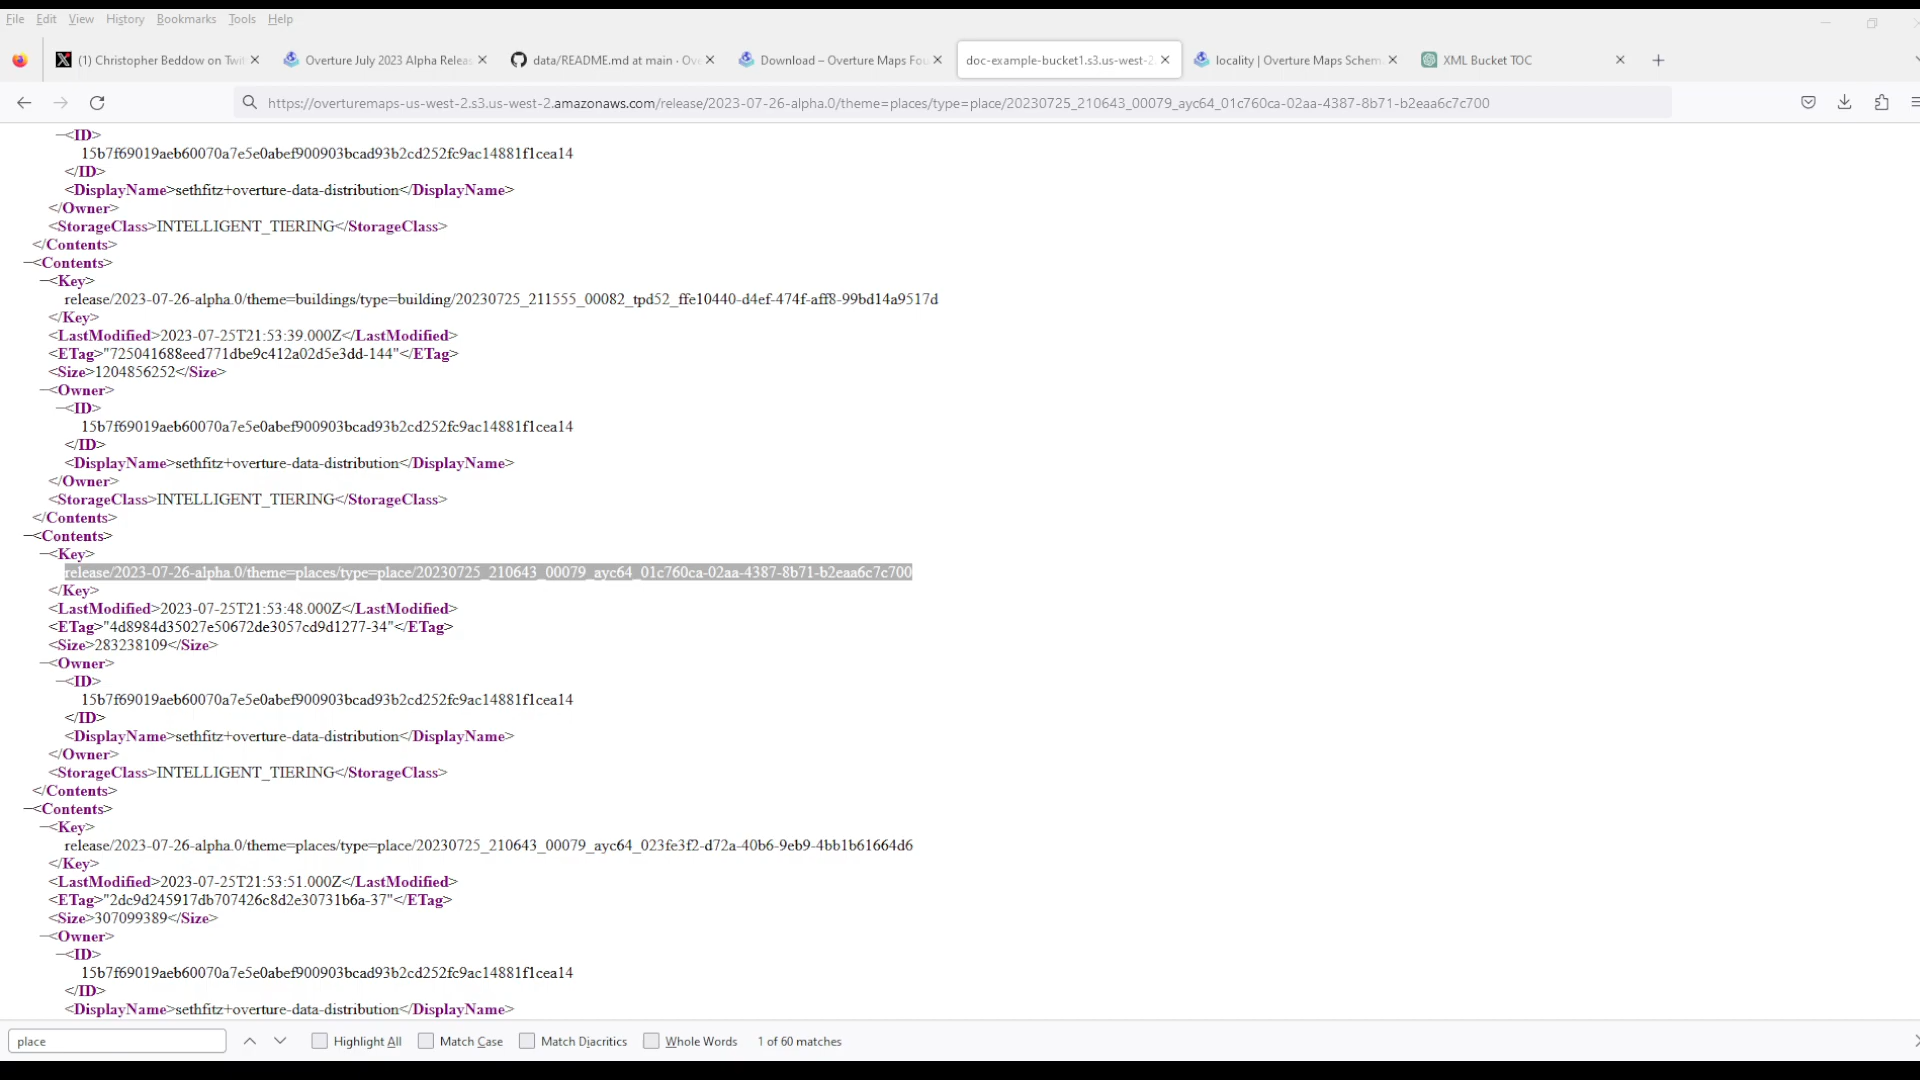 File Edit View History Bookmarks Tools Help
(1) Christopher Beddow on Twi
Overture July 2023 Alpha Releas
data/README.md at main · Ov
Download – Overture Maps Fou
doc-example-bucket1.s3.us-west-2.
locality | Overture Maps Schem
XML Bucket TOC
https://overturemaps-us-west-2.s3.us-west-2.amazonaws.com/release/2023-07-26-alpha.0/theme=places/type=place/20230725_210643_00079_ayc64_01c760ca-02aa-4387-8b71-b2eaa6c7c700
—<ID>
15b7f69019aeb60070a7e5e0abef900903bcad93b2cd252fc9ac14881f1cea14
</ID>
<DisplayName>sethfitz+overture-data-distribution</DisplayName>
</Owner>
<StorageClass>INTELLIGENT_TIERING</StorageClass>
</Contents>
—<Contents>
—<Key>
release/2023-07-26-alpha.0/theme=buildings/type=building/20230725_211555_00082_tpd52_ffe10440-d4ef-474f-aff8-99bd14a9517d
</Key>
<LastModified>2023-07-25T21:53:39.000Z</LastModified>
<ETag>"725041688eed771dbe9c412a02d5e3dd-144"</ETag>
<Size>1204856252</Size>
—<Owner>
—<ID>
15b7f69019aeb60070a7e5e0abef900903bcad93b2cd252fc9ac14881f1cea14
</ID>
<DisplayName>sethfitz+overture-data-distribution</DisplayName>
</Owner>
<StorageClass>INTELLIGENT_TIERING</StorageClass>
</Contents>
—<Contents>
—<Key>
release/2023-07-26-alpha.0/theme=places/type=place/20230725_210643_00079_ayc64_01c760ca-02aa-4387-8b71-b2eaa6c7c700
</Key>
<LastModified>2023-07-25T21:53:48.000Z</LastModified>
<ETag>"4d8984d35027e50672de3057cd9d1277-34"</ETag>
<Size>283238109</Size>
—<Owner>
—<ID>
15b7f69019aeb60070a7e5e0abef900903bcad93b2cd252fc9ac14881f1cea14
</ID>
<DisplayName>sethfitz+overture-data-distribution</DisplayName>
</Owner>
<StorageClass>INTELLIGENT_TIERING</StorageClass>
</Contents>
—<Contents>
—<Key>
release/2023-07-26-alpha.0/theme=places/type=place/20230725_210643_00079_ayc64_023fe3f2-d72a-40b6-9eb9-4bb1b61664d6
</Key>
<LastModified>2023-07-25T21:53:51.000Z</LastModified>
<ETag>"2dc9d245917db707426c8d2e30731b6a-37"</ETag>
<Size>307099389</Size>
—<Owner>
—<ID>
15b7f69019aeb60070a7e5e0abef900903bcad93b2cd252fc9ac14881f1cea14
</ID>
<DisplayName>sethfitz+overture-data-distribution</DisplayName>
place Highlight All Match Case Match Diacritics Whole Words 1 of 60 matches